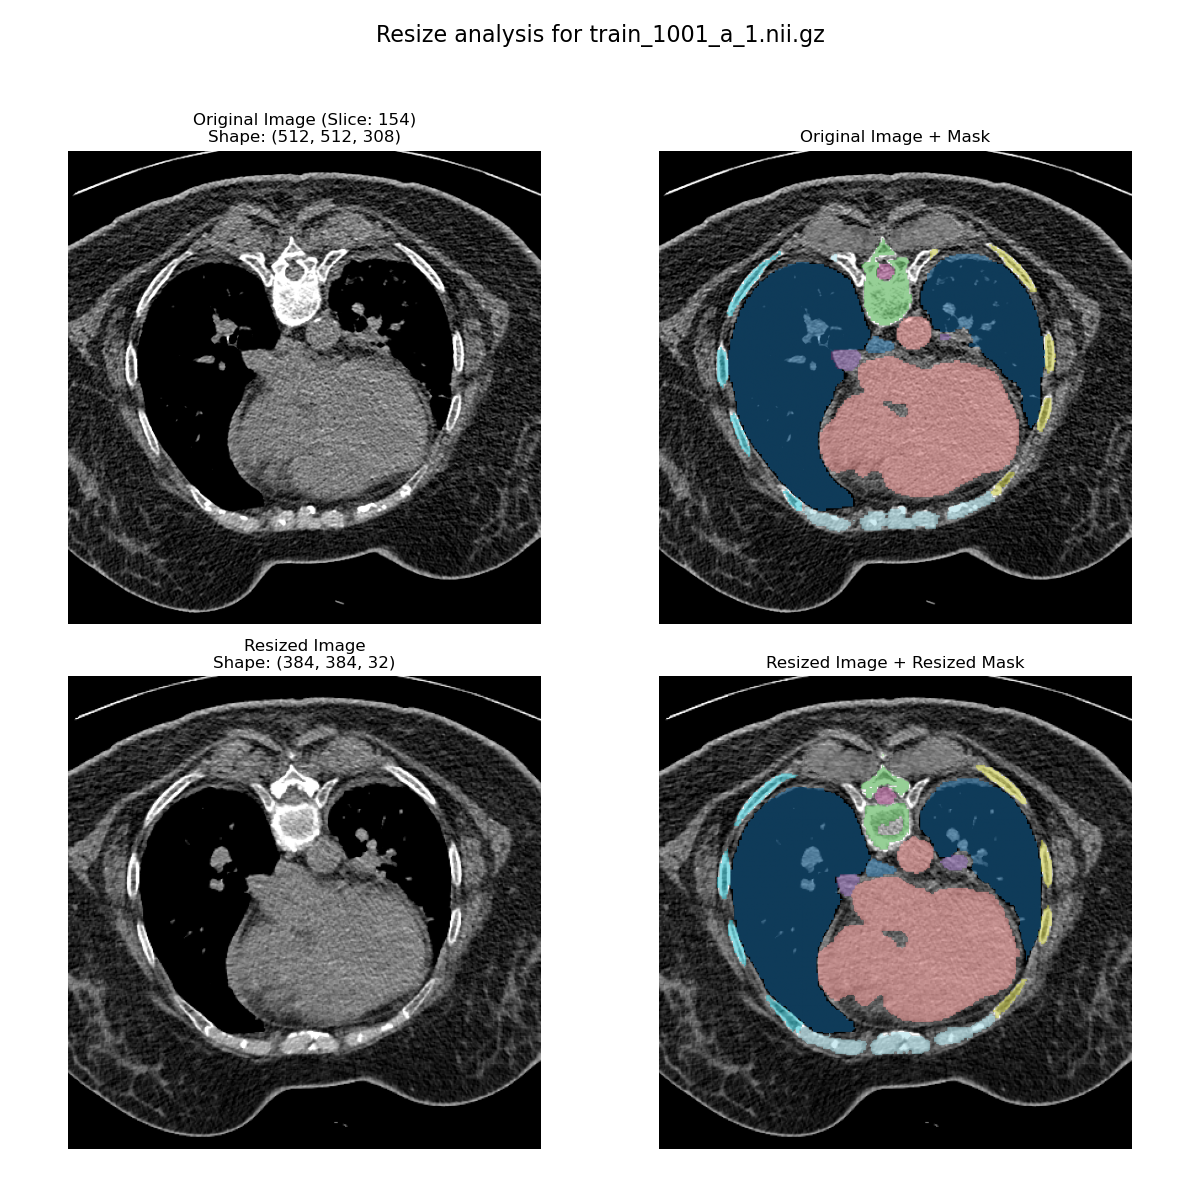 Resize analysis for train_1001_a_1.nii.gz
Original Image (Slice: 154)
Shape: (512, 512, 308)
Original Image + Mask
Resized Image
Shape: (384, 384, 32)
Resized Image + Resized Mask